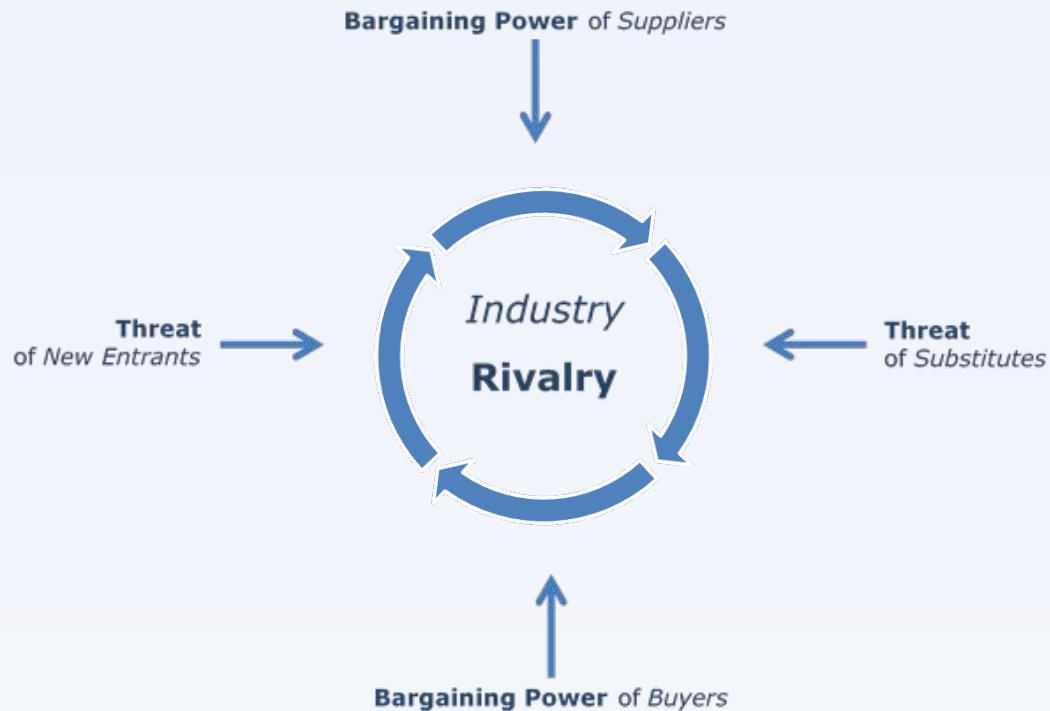 Bargaining Power of Suppliers
Industry
Rivalry
Threat
of New Entrants
Threat
of Substitutes
Bargaining Power of Buyers